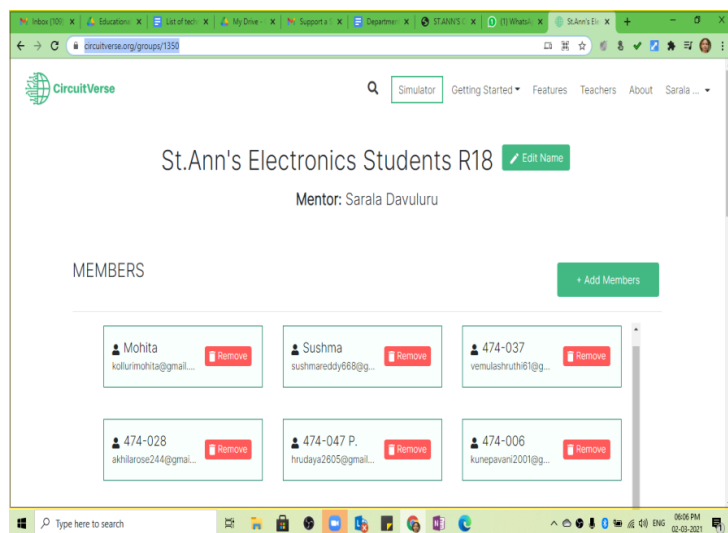 Inbox (109)
Educationa
List of tech
My Drive -
Support a S
Departmen
ST.ANN'S C
(1) WhatsA
St.Ann's Ele
circuitverse.org/groups/1350
CircuitVerse
Simulator Getting Started Features Teachers About Sarala ...
St.Ann's Electronics Students R18 Edit Name
Mentor: Sarala Davuluru
MEMBERS
+ Add Members
Mohita
kollurimohita@gmail....
Remove
Sushma
sushmareddy668@g...
Remove
474-037
vemulashruthi61@g...
Remove
474-028
akhilarose244@gmai...
Remove
474-047 P.
hrudaya2605@gmail...
Remove
474-006
kunepavani2001@g...
Remove
Type here to search
ENG
06:06 PM
02-03-2021